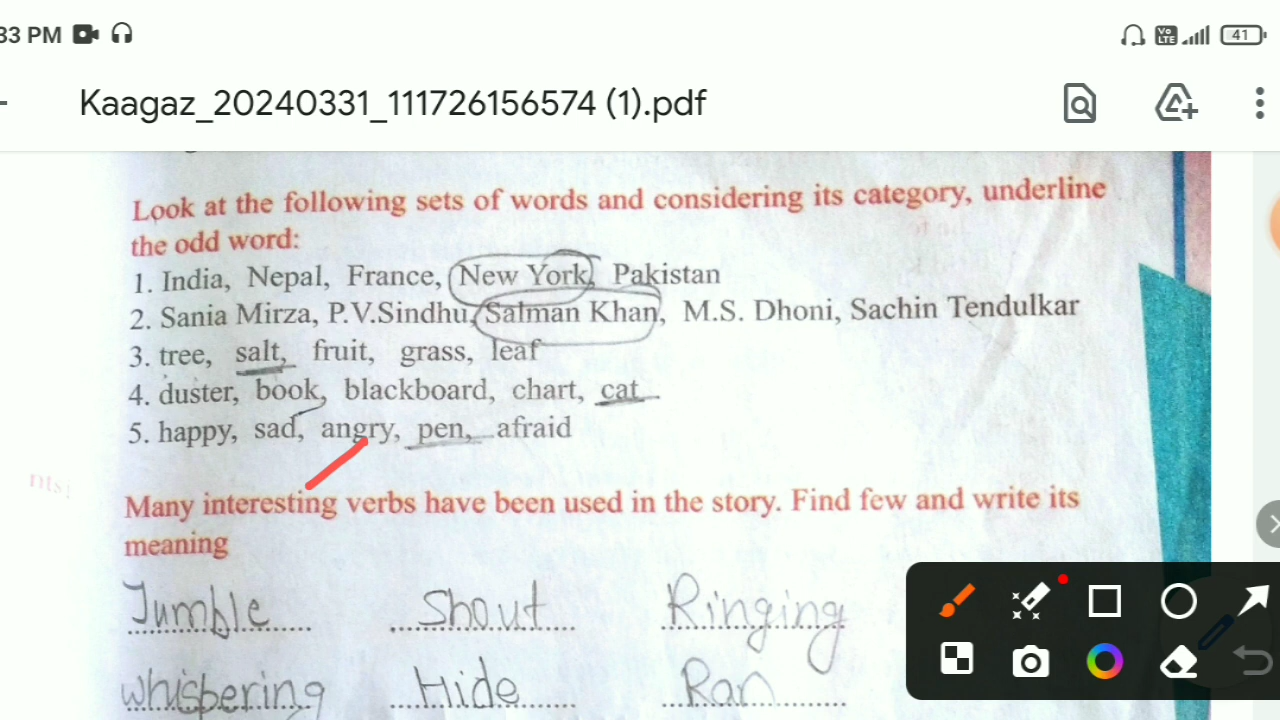 33 PM
VoLTE 41
Kaagaz_20240331_111726156574 (1).pdf
Look at the following sets of words and considering its category, underline
the odd word:
1. India, Nepal, France, New York, Pakistan
2. Sania Mirza, P.V.Sindhu, Salman Khan, M.S. Dhoni, Sachin Tendulkar
3. tree, salt, fruit, grass, leaf
4. duster, book, blackboard, chart, cat
5. happy, sad, angry, pen, afraid
Many interesting verbs have been used in the story. Find few and write its
meaning
Jumble Shout Ringing
whisbering Hide Ran